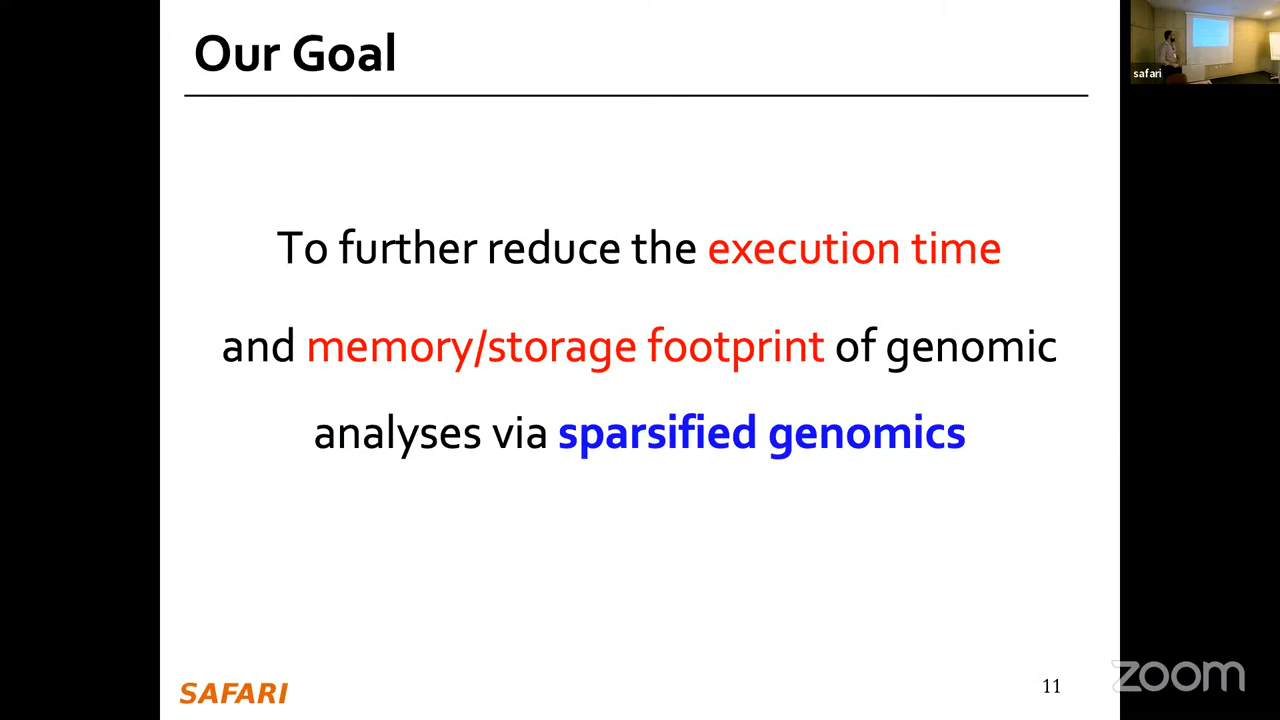 Our Goal
safari
To further reduce the execution time
and memory/storage footprint of genomic
analyses via sparsified genomics
SAFARI
11
zoom